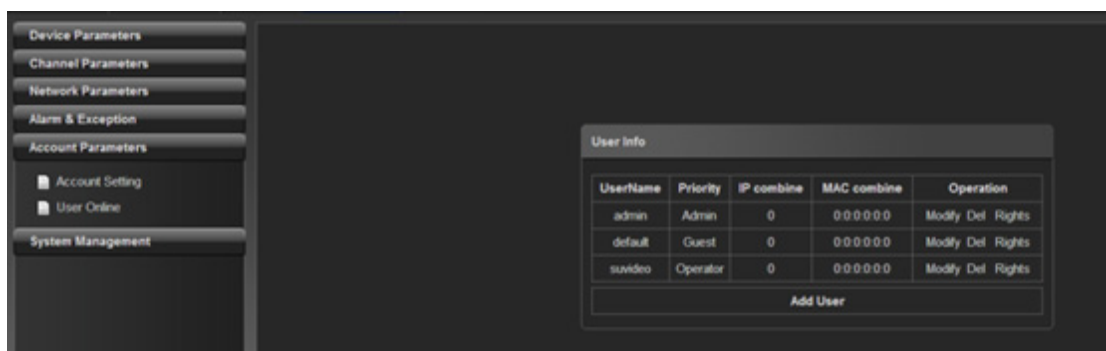 Device Parameters
Channel Parameters
Network Parameters
Alarm & Exception
Account Parameters
Account Setting
User Online
System Management
User Info
UserName Priority IP combine MAC combine Operation
admin Admin 0 0:0:0:0:0:0 Modify Del Rights
default Guest 0 0:0:0:0:0:0 Modify Del Rights
suvideo Operator 0 0:0:0:0:0:0 Modify Del Rights
Add User